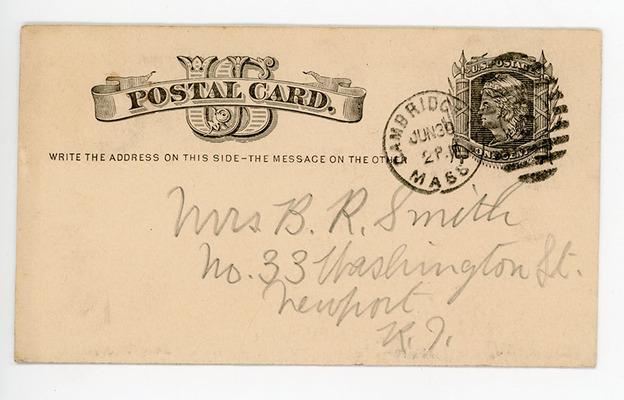 US
POSTAL CARD.
U.S. POSTAGE
ONE CENT
CAMBRIDGE
JUN 30
2 P.M
MASS
WRITE THE ADDRESS ON THIS SIDE-THE MESSAGE ON THE OTHER
Mrs B. R. Smith
No. 33 Washington St.
Newport
R. I.